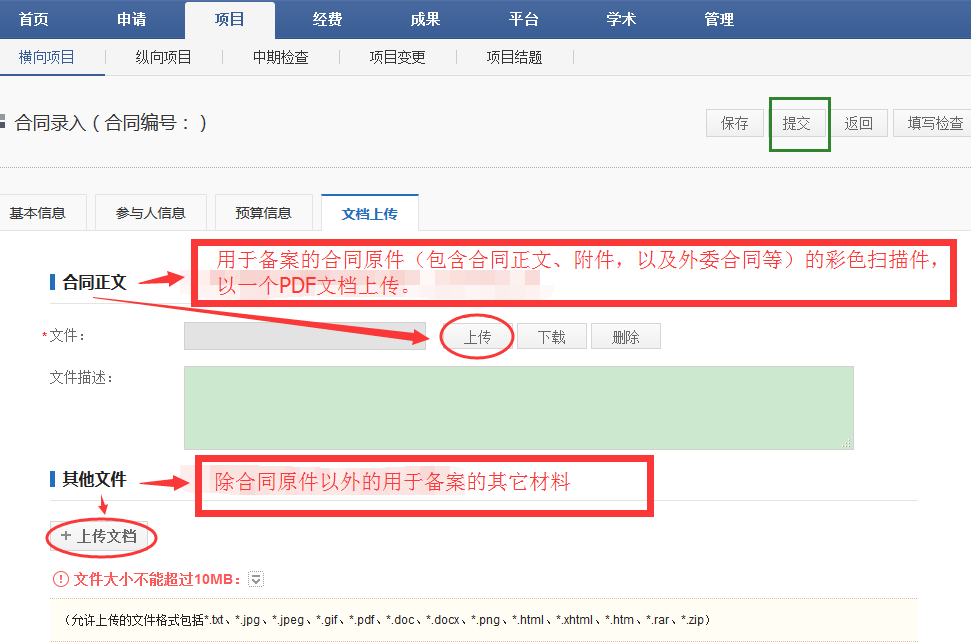 首页 申请 项目 经费 成果 平台 学术 管理
横向项目 纵向项目 中期检查 项目变更 项目结题
合同录入（合同编号：） 保存 提交 返回 填写检查
基本信息 参与人信息 预算信息 文档上传
用于备案的合同原件（包含合同正文、附件，以及外委合同等）的彩色扫描件，
合同正文
以一个PDF文档上传。
*文件： 上传 下载 删除
文件描述：
其他文件 除合同原件以外的用于备案的其它材料
+ 上传文档
! 文件大小不能超过10MB：
（允许上传的文件格式包括*.txt、*.jpg、*.jpeg、*.gif、*.pdf、*.doc、*.docx、*.png、*.html、*.xhtml、*.htm、*.rar、*.zip）